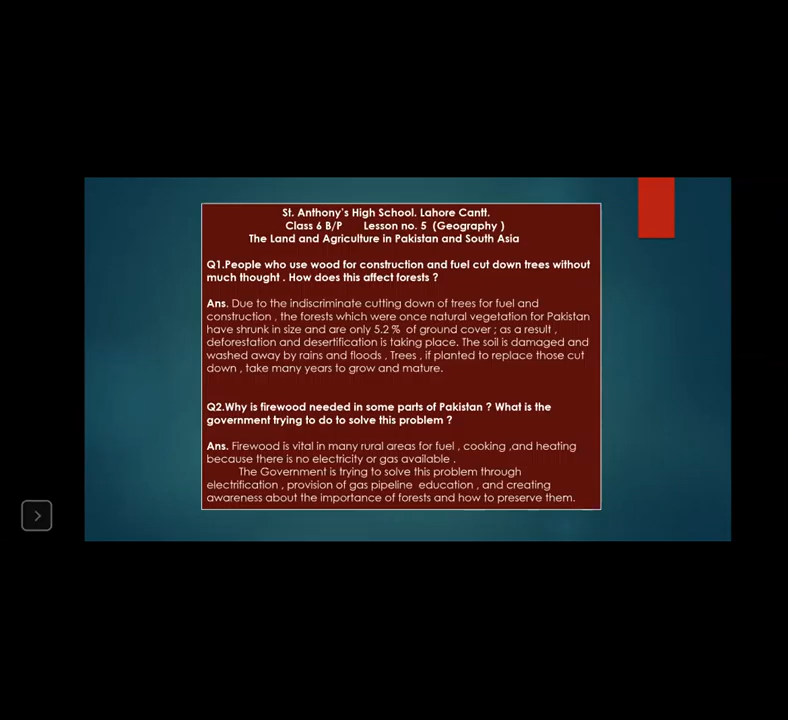 St. Anthony's High School. Lahore Cantt.
Class 6 B/P Lesson no. 5 (Geography )
The Land and Agriculture in Pakistan and South Asia
Q1.People who use wood for construction and fuel cut down trees without
much thought . How does this affect forests ?
Ans. Due to the indiscriminate cutting down of trees for fuel and
construction , the forests which were once natural vegetation for Pakistan
have shrunk in size and are only 5.2 % of ground cover ; as a result ,
deforestation and desertification is taking place. The soil is damaged and
washed away by rains and floods . Trees , if planted to replace those cut
down , take many years to grow and mature.
Q2.Why is firewood needed in some parts of Pakistan ? What is the
government trying to do to solve this problem ?
Ans. Firewood is vital in many rural areas for fuel , cooking ,and heating
because there is no electricity or gas available .
The Government is trying to solve this problem through
electrification , provision of gas pipeline education , and creating
awareness about the importance of forests and how to preserve them.